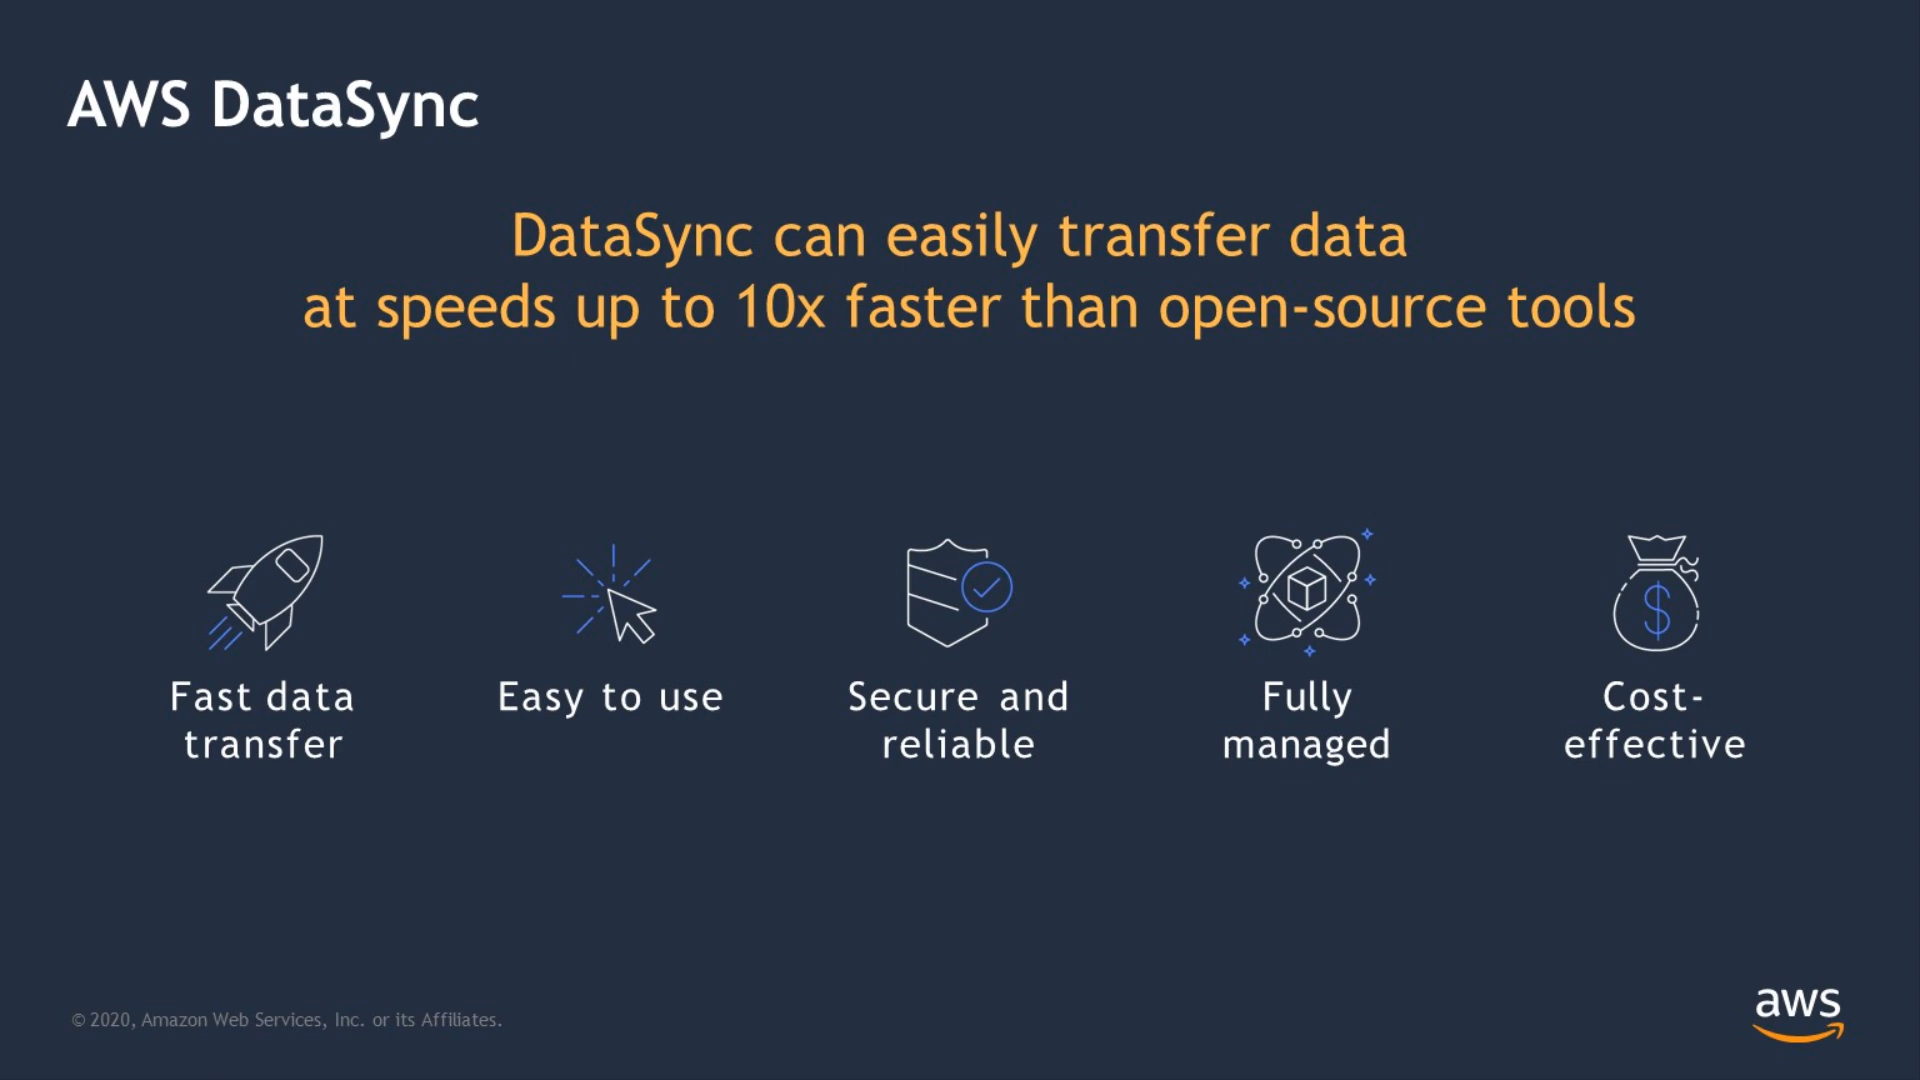 AWS DataSync
DataSync can easily transfer data
at speeds up to 10x faster than open-source tools
$
Fast data
transfer
Easy to use
Secure and
reliable
Fully
managed
Cost-
effective
© 2020, Amazon Web Services, Inc. or its Affiliates.
aws